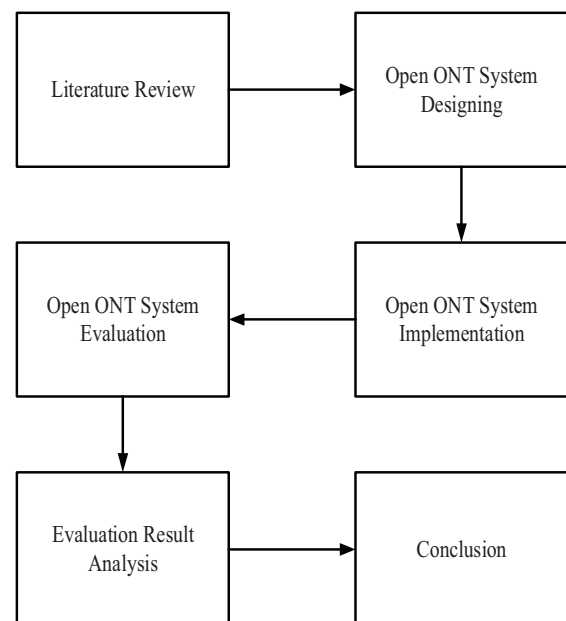 Literature Review
Open ONT System
Designing
Open ONT System
Evaluation
Open ONT System
Implementation
Evaluation Result
Analysis
Conclusion